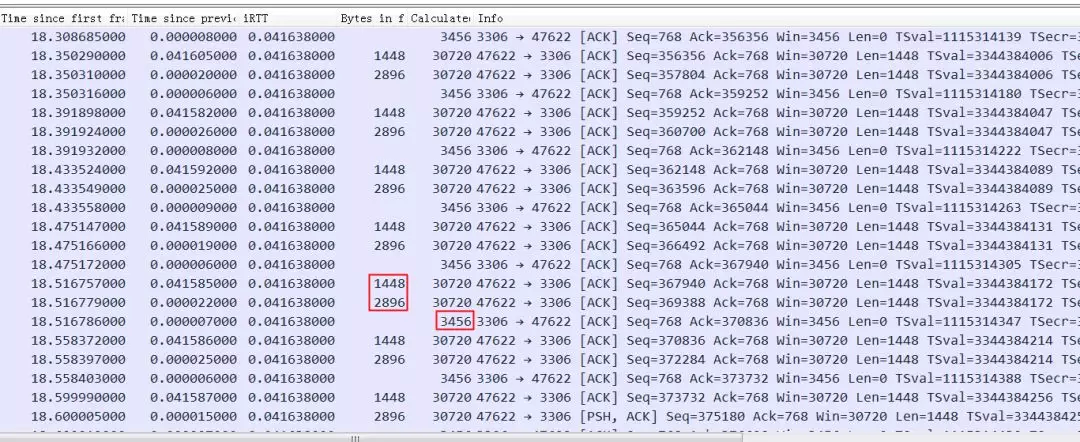 Time since first fra Time since previ iRTT Bytes in f Calculate Info
18.308685000 0.000008000 0.041638000 3456 3306 → 47622 [ACK] Seq=768 Ack=356356 Win=3456 Len=0 TSval=1115314139 TSecr=3
18.350290000 0.041605000 0.041638000 1448 30720 47622 → 3306 [ACK] Seq=356356 Ack=768 Win=30720 Len=1448 TSval=3344384006 TSe
18.350310000 0.000020000 0.041638000 2896 30720 47622 → 3306 [ACK] Seq=357804 Ack=768 Win=30720 Len=1448 TSval=3344384006 TSe
18.350316000 0.000006000 0.041638000 3456 3306 → 47622 [ACK] Seq=768 Ack=359252 Win=3456 Len=0 TSval=1115314180 TSecr=3
18.391898000 0.041582000 0.041638000 1448 30720 47622 → 3306 [ACK] Seq=359252 Ack=768 Win=30720 Len=1448 TSval=3344384047 TSe
18.391924000 0.000026000 0.041638000 2896 30720 47622 → 3306 [ACK] Seq=360700 Ack=768 Win=30720 Len=1448 TSval=3344384047 TSe
18.391932000 0.000008000 0.041638000 3456 3306 → 47622 [ACK] Seq=768 Ack=362148 Win=3456 Len=0 TSval=1115314222 TSecr=3
18.433524000 0.041592000 0.041638000 1448 30720 47622 → 3306 [ACK] Seq=362148 Ack=768 Win=30720 Len=1448 TSval=3344384089 TSe
18.433549000 0.000025000 0.041638000 2896 30720 47622 → 3306 [ACK] Seq=363596 Ack=768 Win=30720 Len=1448 TSval=3344384089 TSe
18.433558000 0.000009000 0.041638000 3456 3306 → 47622 [ACK] Seq=768 Ack=365044 Win=3456 Len=0 TSval=1115314263 TSecr=3
18.475147000 0.041589000 0.041638000 1448 30720 47622 → 3306 [ACK] Seq=365044 Ack=768 Win=30720 Len=1448 TSval=3344384131 TSe
18.475166000 0.000019000 0.041638000 2896 30720 47622 → 3306 [ACK] Seq=366492 Ack=768 Win=30720 Len=1448 TSval=3344384131 TSe
18.475172000 0.000006000 0.041638000 3456 3306 → 47622 [ACK] Seq=768 Ack=367940 Win=3456 Len=0 TSval=1115314305 TSecr=3
18.516757000 0.041585000 0.041638000 1448 30720 47622 → 3306 [ACK] Seq=367940 Ack=768 Win=30720 Len=1448 TSval=3344384172 TSe
18.516779000 0.000022000 0.041638000 2896 30720 47622 → 3306 [ACK] Seq=369388 Ack=768 Win=30720 Len=1448 TSval=3344384172 TSe
18.516786000 0.000007000 0.041638000 3456 3306 → 47622 [ACK] Seq=768 Ack=370836 Win=3456 Len=0 TSval=1115314347 TSecr=3
18.558372000 0.041586000 0.041638000 1448 30720 47622 → 3306 [ACK] Seq=370836 Ack=768 Win=30720 Len=1448 TSval=3344384214 TSe
18.558397000 0.000025000 0.041638000 2896 30720 47622 → 3306 [ACK] Seq=372284 Ack=768 Win=30720 Len=1448 TSval=3344384214 TSe
18.558403000 0.000006000 0.041638000 3456 3306 → 47622 [ACK] Seq=768 Ack=373732 Win=3456 Len=0 TSval=1115314388 TSecr=3
18.599990000 0.041587000 0.041638000 1448 30720 47622 → 3306 [ACK] Seq=373732 Ack=768 Win=30720 Len=1448 TSval=3344384256 TSe
18.600005000 0.000015000 0.041638000 2896 30720 47622 → 3306 [PSH, ACK] Seq=375180 Ack=768 Win=30720 Len=1448 TSval=334438425